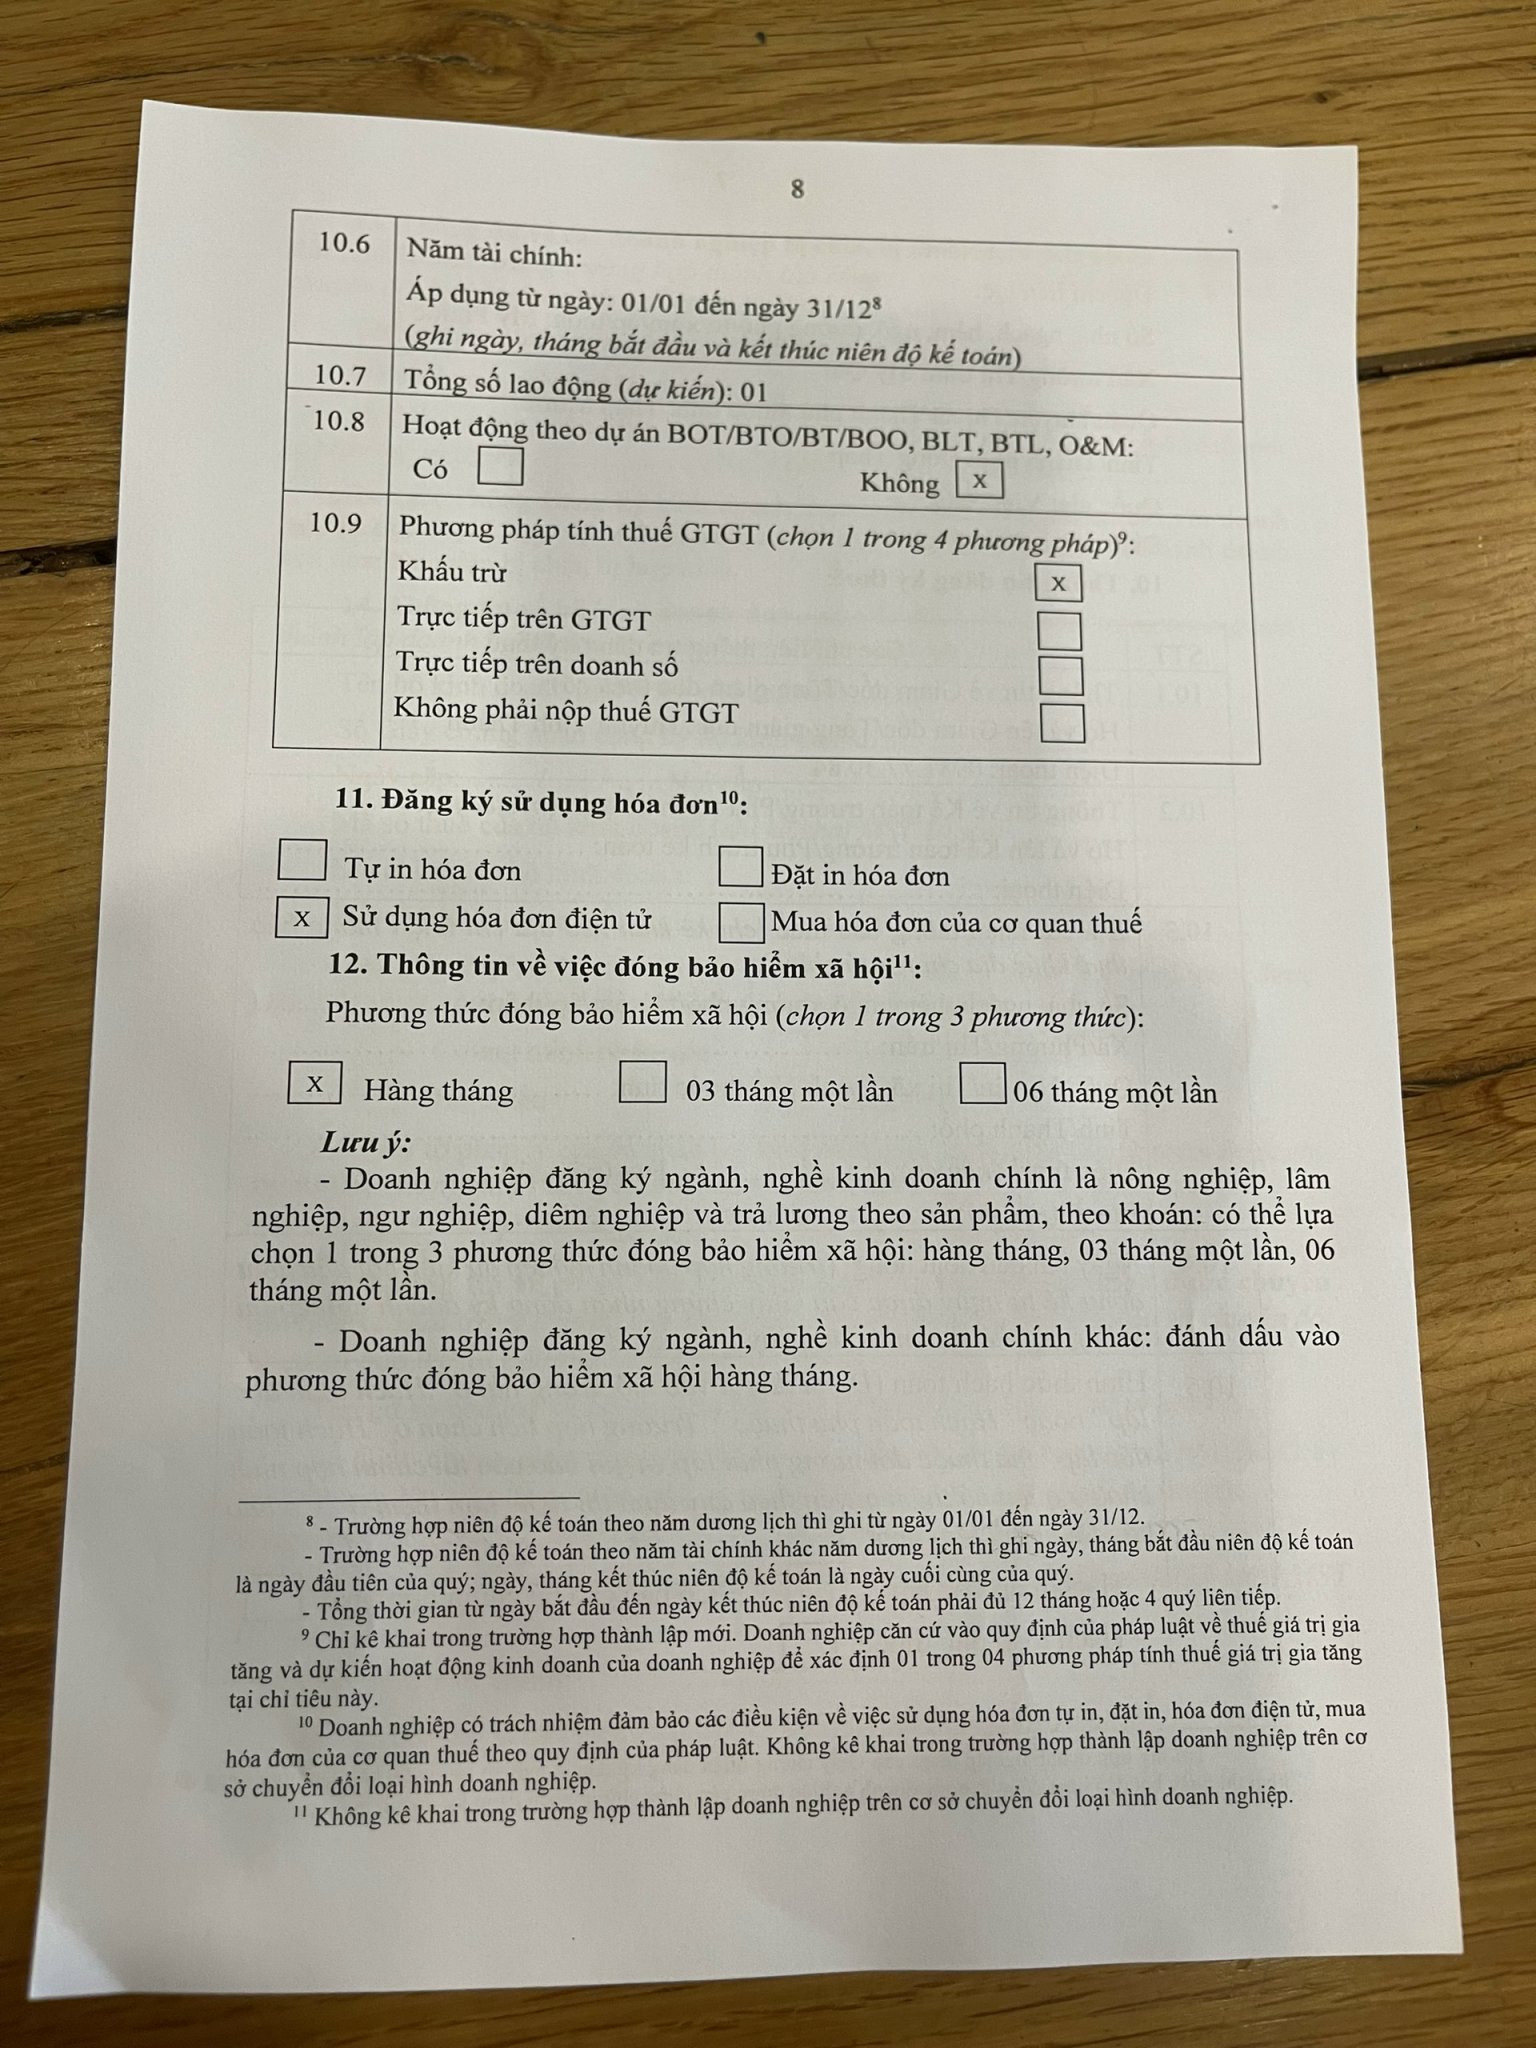 8
10.6 Năm tài chính:
Áp dụng từ ngày: 01/01 đến ngày 31/12⁸
(ghi ngày, tháng bắt đầu và kết thúc niên độ kế toán)
10.7 Tổng số lao động (dự kiến): 01
10.8 Hoạt động theo dự án BOT/BTO/BT/BOO, BLT, BTL, O&M:
Có Không x
10.9 Phương pháp tính thuế GTGT (chọn 1 trong 4 phương pháp)⁹:
Khấu trừ x
Trực tiếp trên GTGT
Trực tiếp trên doanh số
Không phải nộp thuế GTGT
11. Đăng ký sử dụng hóa đơn¹⁰:
Tự in hóa đơn Đặt in hóa đơn
x Sử dụng hóa đơn điện tử Mua hóa đơn của cơ quan thuế
12. Thông tin về việc đóng bảo hiểm xã hội¹¹:
Phương thức đóng bảo hiểm xã hội (chọn 1 trong 3 phương thức):
x Hàng tháng 03 tháng một lần 06 tháng một lần
Lưu ý:
- Doanh nghiệp đăng ký ngành, nghề kinh doanh chính là nông nghiệp, lâm
nghiệp, ngư nghiệp, diêm nghiệp và trả lương theo sản phẩm, theo khoán: có thể lựa
chọn 1 trong 3 phương thức đóng bảo hiểm xã hội: hàng tháng, 03 tháng một lần, 06
tháng một lần.
- Doanh nghiệp đăng ký ngành, nghề kinh doanh chính khác: đánh dấu vào
phương thức đóng bảo hiểm xã hội hàng tháng.
⁸ - Trường hợp niên độ kế toán theo năm dương lịch thì ghi từ ngày 01/01 đến ngày 31/12.
- Trường hợp niên độ kế toán theo năm tài chính khác năm dương lịch thì ghi ngày, tháng bắt đầu niên độ kế toán
là ngày đầu tiên của quý; ngày, tháng kết thúc niên độ kế toán là ngày cuối cùng của quý.
- Tổng thời gian từ ngày bắt đầu đến ngày kết thúc niên độ kế toán phải đủ 12 tháng hoặc 4 quý liên tiếp.
⁹ Chỉ kê khai trong trường hợp thành lập mới. Doanh nghiệp căn cứ vào quy định của pháp luật về thuế giá trị gia
tăng và dự kiến hoạt động kinh doanh của doanh nghiệp để xác định 01 trong 04 phương pháp tính thuế giá trị gia tăng
tại chỉ tiêu này.
¹⁰ Doanh nghiệp có trách nhiệm đảm bảo các điều kiện về việc sử dụng hóa đơn tự in, đặt in, hóa đơn điện tử, mua
hóa đơn của cơ quan thuế theo quy định của pháp luật. Không kê khai trong trường hợp thành lập doanh nghiệp trên cơ
sở chuyển đổi loại hình doanh nghiệp.
¹¹ Không kê khai trong trường hợp thành lập doanh nghiệp trên cơ sở chuyển đổi loại hình doanh nghiệp.